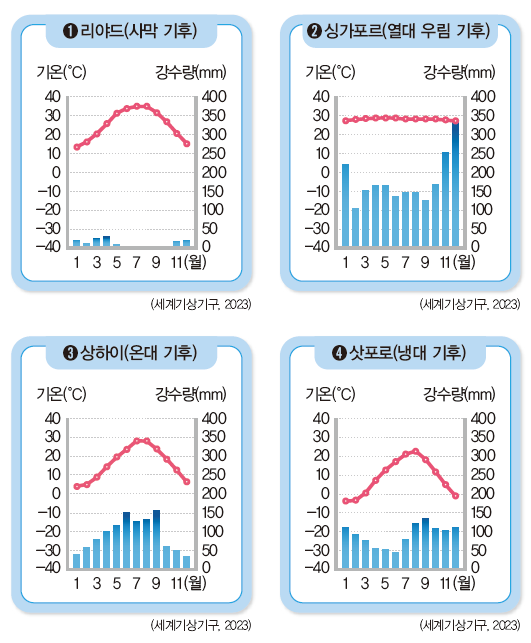 ❶ 리야드(사막 기후)
기온(℃) 강수량(mm)
40 400
30 350
20 300
10 250
0 200
-10 150
-20 100
-30 50
-40 0
1 3 5 7 9 11(월)
(세계기상기구, 2023)
❷ 싱가포르(열대 우림 기후)
기온(℃) 강수량(mm)
40 400
30 350
20 300
10 250
0 200
-10 150
-20 100
-30 50
-40 0
1 3 5 7 9 11(월)
(세계기상기구, 2023)
❸ 상하이(온대 기후)
기온(℃) 강수량(mm)
40 400
30 350
20 300
10 250
0 200
-10 150
-20 100
-30 50
-40 0
1 3 5 7 9 11(월)
(세계기상기구, 2023)
❹ 삿포로(냉대 기후)
기온(℃) 강수량(mm)
40 400
30 350
20 300
10 250
0 200
-10 150
-20 100
-30 50
-40 0
1 3 5 7 9 11(월)
(세계기상기구, 2023)